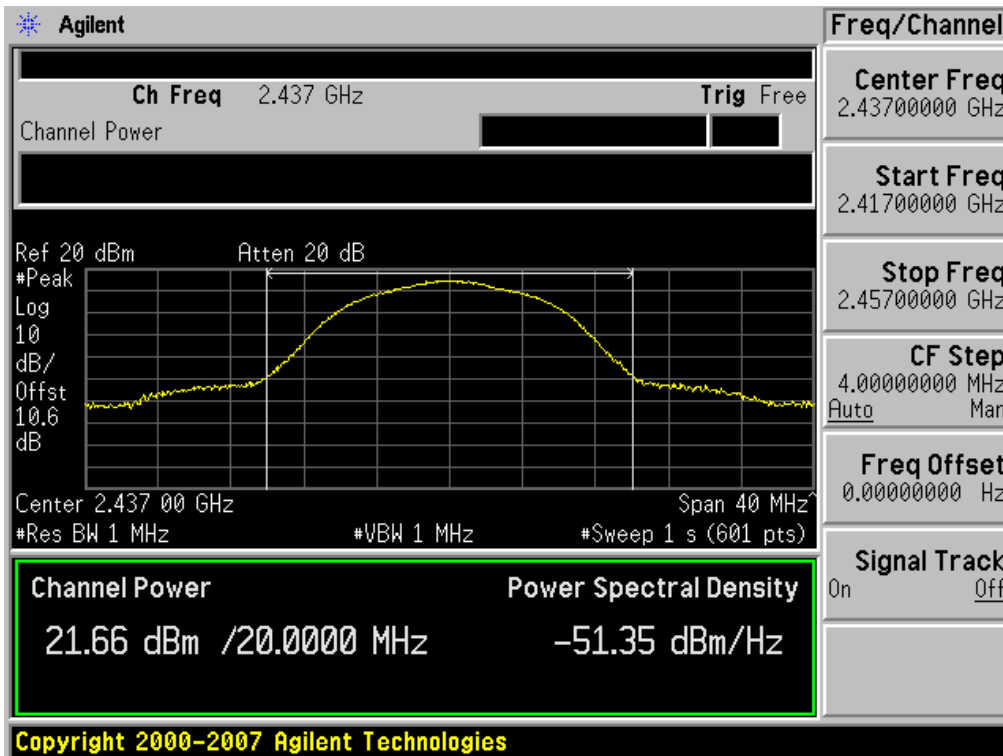 Agilent
Freq/Channel
Ch Freq 2.437 GHz
Trig Free
Channel Power
Center Freq
2.43700000 GHz
Start Freq
2.41700000 GHz
Stop Freq
2.45700000 GHz
CF Step
4.00000000 MHz
Auto Man
Freq Offset
0.00000000 Hz
Signal Track
On Off
Ref 20 dBm
Atten 20 dB
#Peak
Log
10
dB/
Offst
10.6
dB
Center 2.437 00 GHz
Span 40 MHz^
#Res BW 1 MHz
#VBW 1 MHz
#Sweep 1 s (601 pts)
Channel Power
Power Spectral Density
21.66 dBm /20.0000 MHz
-51.35 dBm/Hz
Copyright 2000-2007 Agilent Technologies